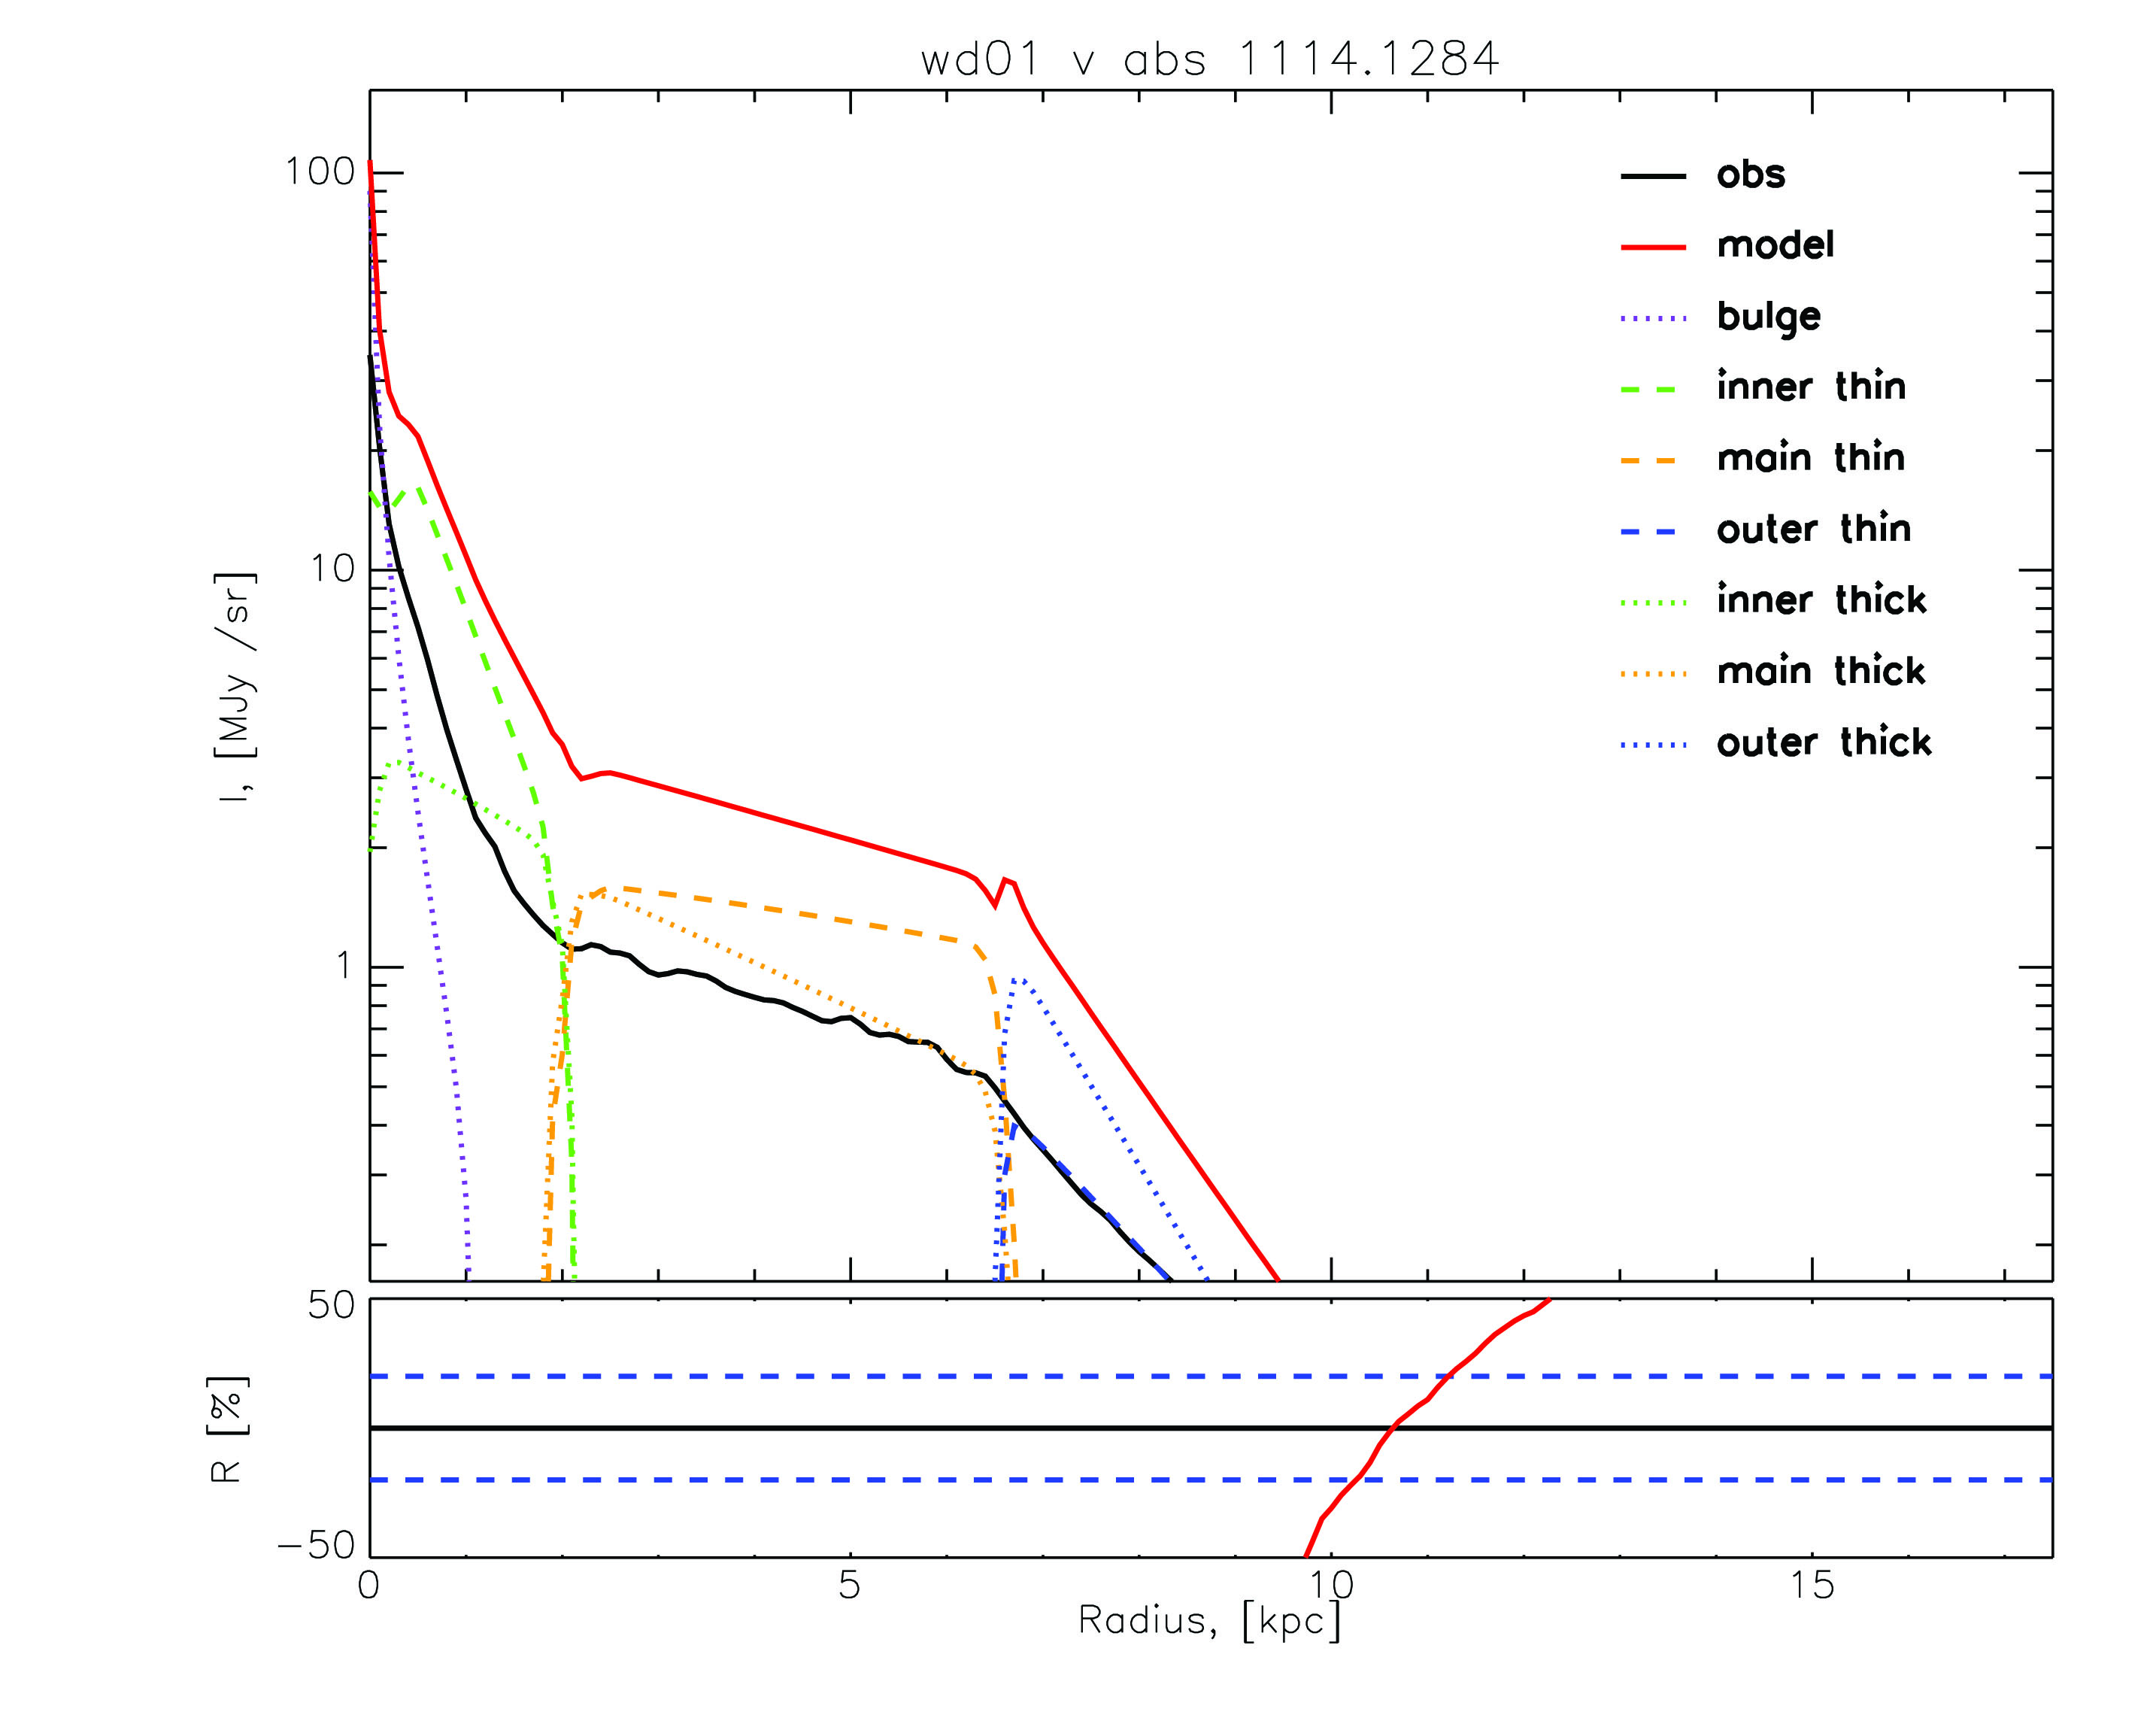 wd01 v abs 1114.1284
100
10
1
I, [MJy /sr]
obs
model
bulge
inner thin
main thin
outer thin
inner thick
main thick
outer thick
50
-50
R [%]
0 5 10 15
Radius, [kpc]